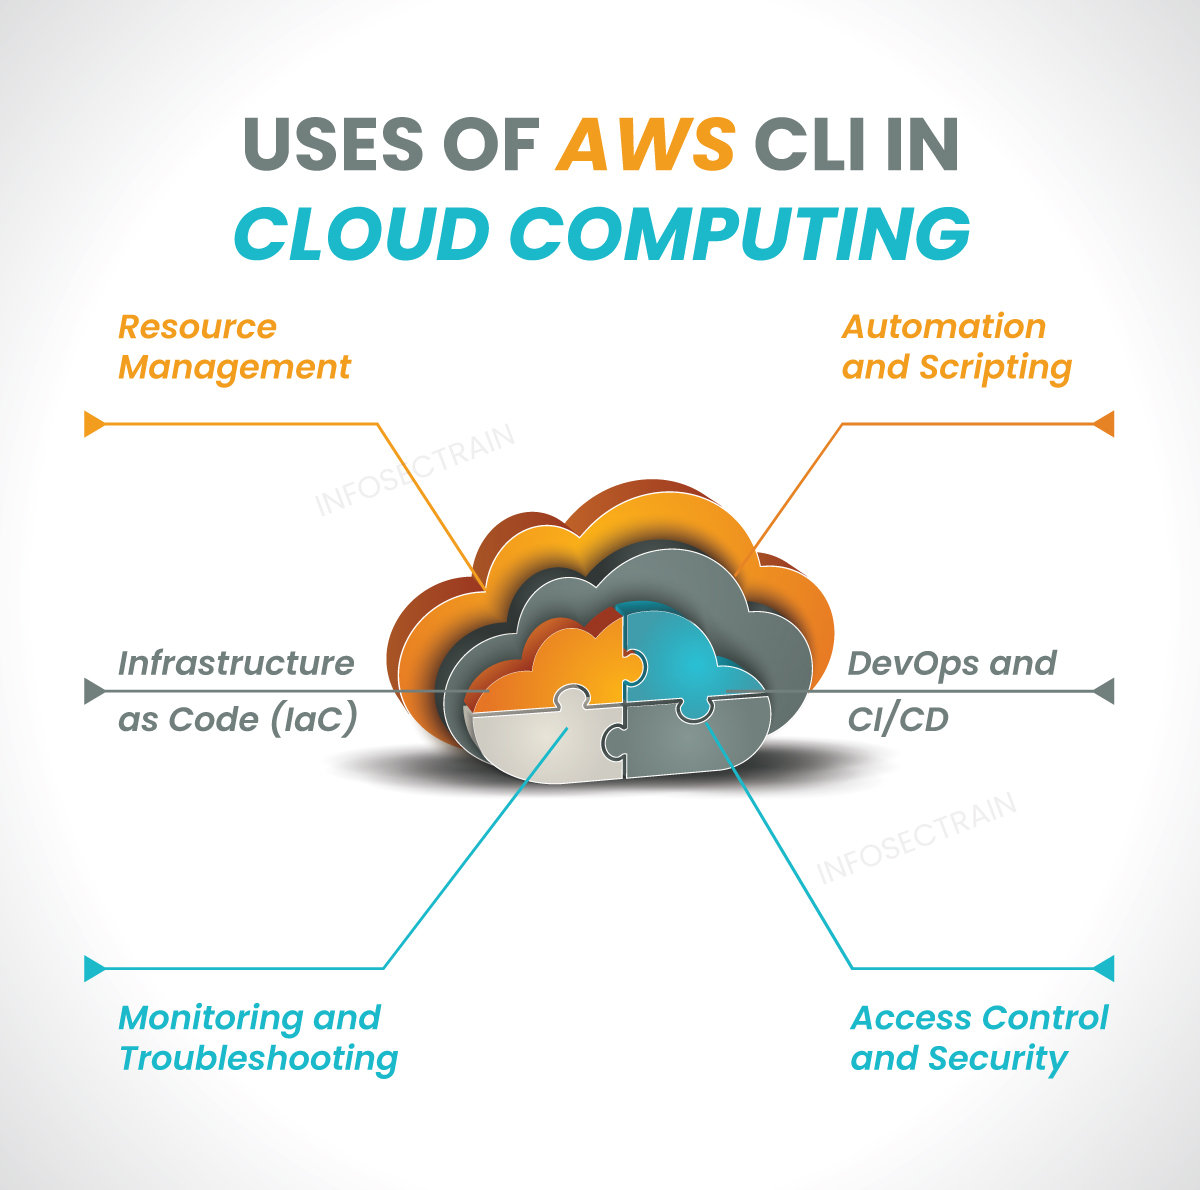 USES OF AWS CLI IN
CLOUD COMPUTING
Resource
Management
Automation
and Scripting
INFOSECTRAIN
Infrastructure
as Code (IaC)
DevOps and
CI/CD
INFOSECTRAIN
Monitoring and
Troubleshooting
Access Control
and Security